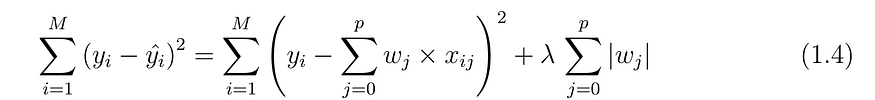 \sum_{i=1}^{M} (y_i - \hat{y_i})^2 = \sum_{i=1}^{M} \left( y_i - \sum_{j=0}^{p} w_j \times x_{ij} \right)^2 + \lambda \sum_{j=0}^{p} |w_j| (1.4)